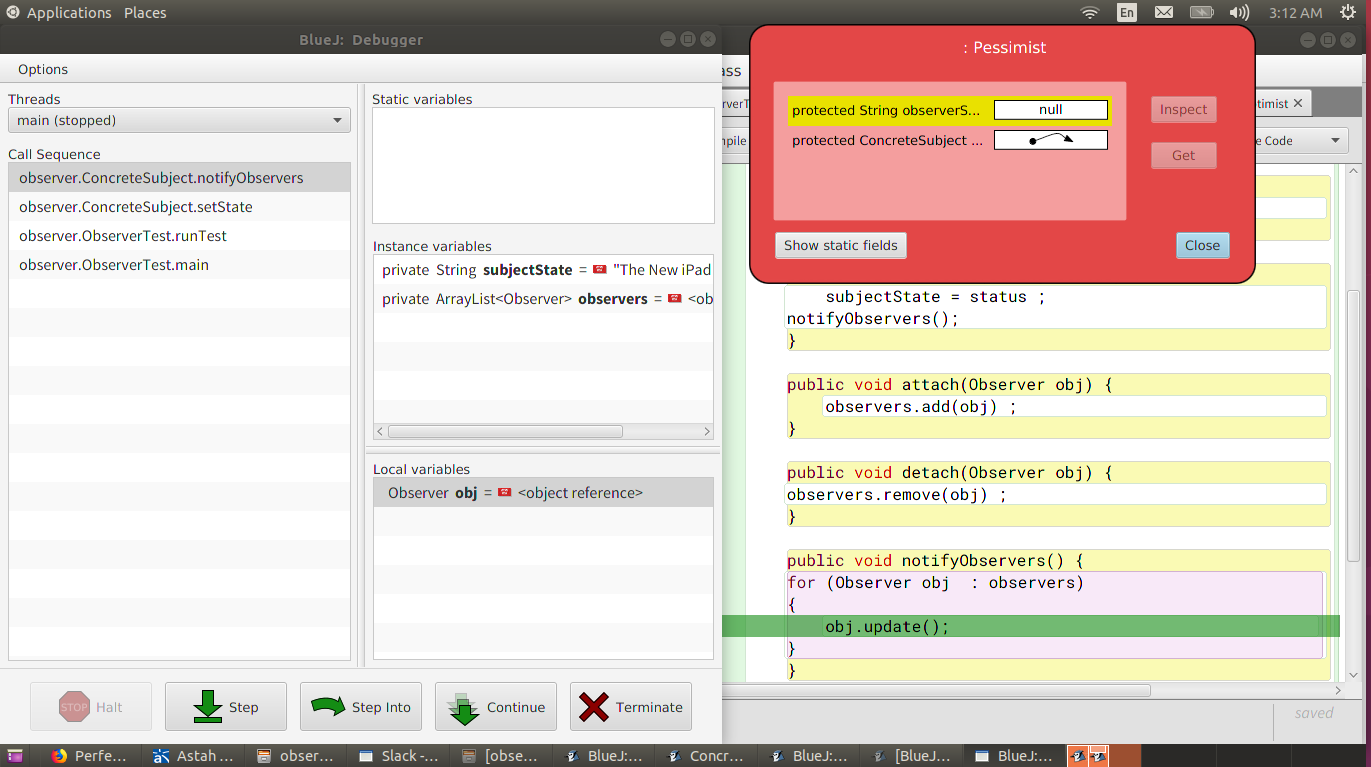 Applications Places
En
3:12 AM
BlueJ: Debugger
Options
Threads
main (stopped)
Call Sequence
observer.ConcreteSubject.notifyObservers
observer.ConcreteSubject.setState
observer.ObserverTest.runTest
observer.ObserverTest.main
Static variables
Instance variables
private String subjectState = "The New iPad
private ArrayList<Observer> observers = <ob
Local variables
Observer obj = <object reference>
STOP Halt
Step
Step Into
Continue
Terminate
: Pessimist
protected String observerS... null
protected ConcreteSubject ...
Inspect
Get
Show static fields
Close
ass
erverT
timist
mpile
e Code
subjectState = status ;
notifyObservers();
}
public void attach(Observer obj) {
observers.add(obj) ;
}
public void detach(Observer obj) {
observers.remove(obj) ;
}
public void notifyObservers() {
for (Observer obj : observers)
{
obj.update();
}
}
saved
Perfe...
Astah ...
obser...
Slack -...
[obse...
BlueJ:...
Concr...
BlueJ:...
[BlueJ...
BlueJ:...